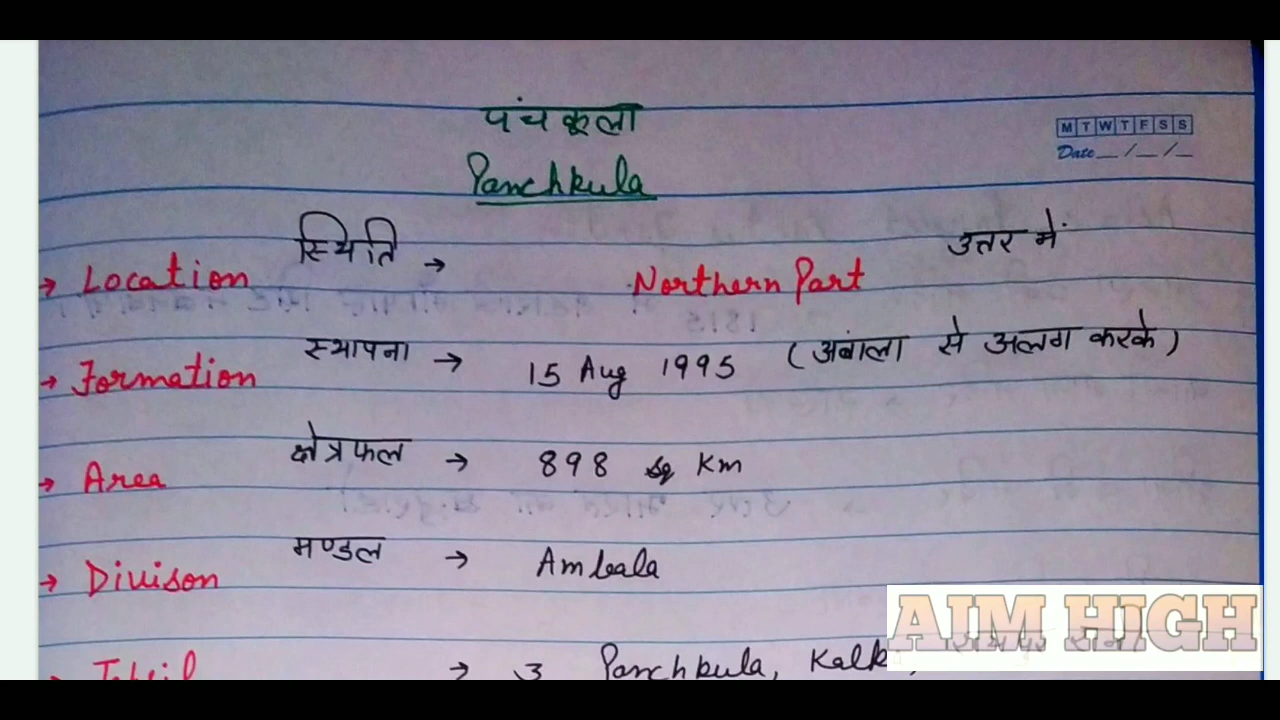 पंचकूला
M T W T F S S
Panchkula
Date __/__/__
स्थिति उत्तर में
→ Location → Northern Part
स्थापना → 15 Aug 1995 (अंबाला से अलग करके)
→ Formation
क्षेत्रफल → 898 sq Km
→ Area
मण्डल → Ambala
→ Divison
AIM HIGH
→ 3 Panchkula,